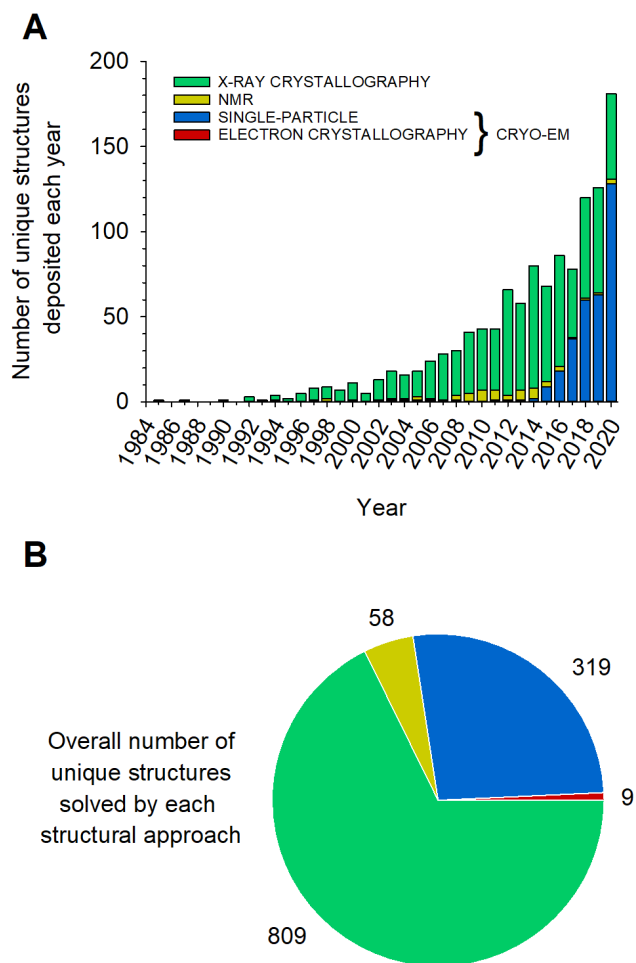 A
Number of unique structures
deposited each year
200
150
100
50
0
X-RAY CRYSTALLOGRAPHY
NMR
SINGLE-PARTICLE
ELECTRON CRYSTALLOGRAPHY } CRYO-EM
1984 1986 1988 1990 1992 1994 1996 1998 2000 2002 2004 2006 2008 2010 2012 2014 2016 2018 2020
Year
B
58
319
9
809
Overall number of
unique structures
solved by each
structural approach